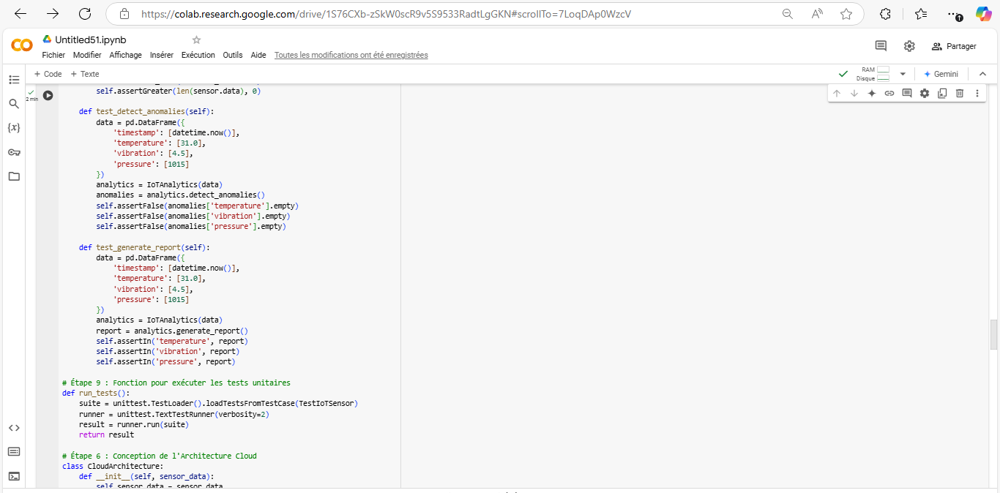 https://colab.research.google.com/drive/1S76CXb-zSkW0scR9v5S9533RadtLgGKN#scrollTo=7LoqDAp0WzcV
Untitled51.ipynb
Fichier Modifier Affichage Insérer Exécution Outils Aide Toutes les modifications ont été enregistrées
Partager
+ Code + Texte
RAM
Disque
Gemini
2 min
self.assertGreater(len(sensor.data), 0)
def test_detect_anomalies(self):
data = pd.DataFrame({
'timestamp': [datetime.now()],
'temperature': [31.0],
'vibration': [4.5],
'pressure': [1015]
})
analytics = IoTAnalytics(data)
anomalies = analytics.detect_anomalies()
self.assertFalse(anomalies['temperature'].empty)
self.assertFalse(anomalies['vibration'].empty)
self.assertFalse(anomalies['pressure'].empty)
def test_generate_report(self):
data = pd.DataFrame({
'timestamp': [datetime.now()],
'temperature': [31.0],
'vibration': [4.5],
'pressure': [1015]
})
analytics = IoTAnalytics(data)
report = analytics.generate_report()
self.assertIn('temperature', report)
self.assertIn('vibration', report)
self.assertIn('pressure', report)
# Étape 9 : Fonction pour exécuter les tests unitaires
def run_tests():
suite = unittest.TestLoader().loadTestsFromTestCase(TestIoTSensor)
runner = unittest.TextTestRunner(verbosity=2)
result = runner.run(suite)
return result
# Étape 6 : Conception de l'Architecture Cloud
class CloudArchitecture:
def __init__(self, sensor_data):
self.sensor_data = sensor_data